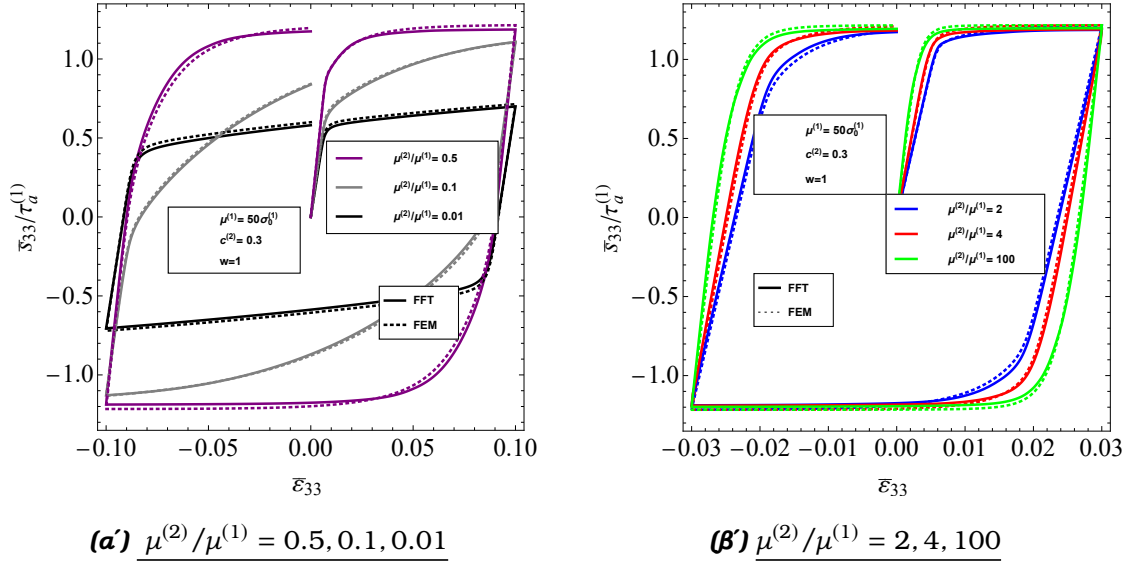 s̅₃₃/τₐ⁽¹⁾
1.0
0.5
0.0
−0.5
−1.0
μ⁽²⁾/μ⁽¹⁾= 0.5
μ⁽²⁾/μ⁽¹⁾= 0.1
μ⁽²⁾/μ⁽¹⁾= 0.01
μ⁽¹⁾= 50σ₀⁽¹⁾
c⁽²⁾= 0.3
w=1
FFT
FEM
−0.10 −0.05 0.00 0.05 0.10
ε̅₃₃
(α΄) μ⁽²⁾/μ⁽¹⁾ = 0.5, 0.1, 0.01
s̅₃₃/τₐ⁽¹⁾
1.0
0.5
0.0
−0.5
−1.0
μ⁽¹⁾= 50σ₀⁽¹⁾
c⁽²⁾= 0.3
w=1
μ⁽²⁾/μ⁽¹⁾= 2
μ⁽²⁾/μ⁽¹⁾= 4
μ⁽²⁾/μ⁽¹⁾= 100
FFT
FEM
−0.03 −0.02 −0.01 0.00 0.01 0.02 0.03
ε̅₃₃
(β΄) μ⁽²⁾/μ⁽¹⁾ = 2, 4, 100